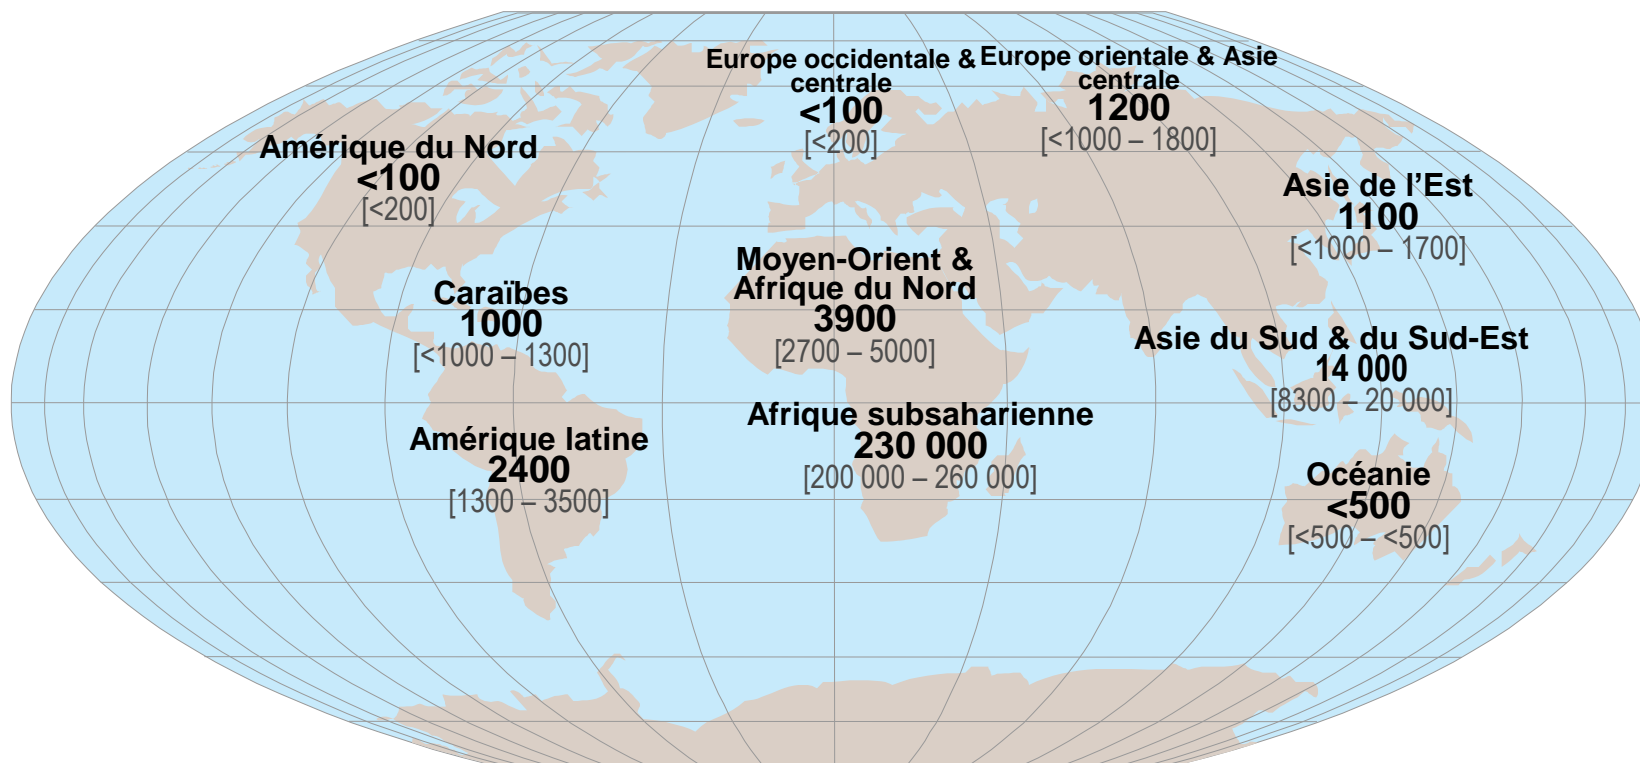 Europe occidentale &
centrale
<100
[<200]
Europe orientale & Asie
centrale
1200
[<1000 – 1800]
Amérique du Nord
<100
[<200]
Asie de l’Est
1100
[<1000 – 1700]
Moyen-Orient &
Afrique du Nord
3900
[2700 – 5000]
Caraïbes
1000
[<1000 – 1300]
Asie du Sud & du Sud-Est
14 000
[8300 – 20 000]
Afrique subsaharienne
230 000
[200 000 – 260 000]
Amérique latine
2400
[1300 – 3500]
Océanie
<500
[<500 – <500]